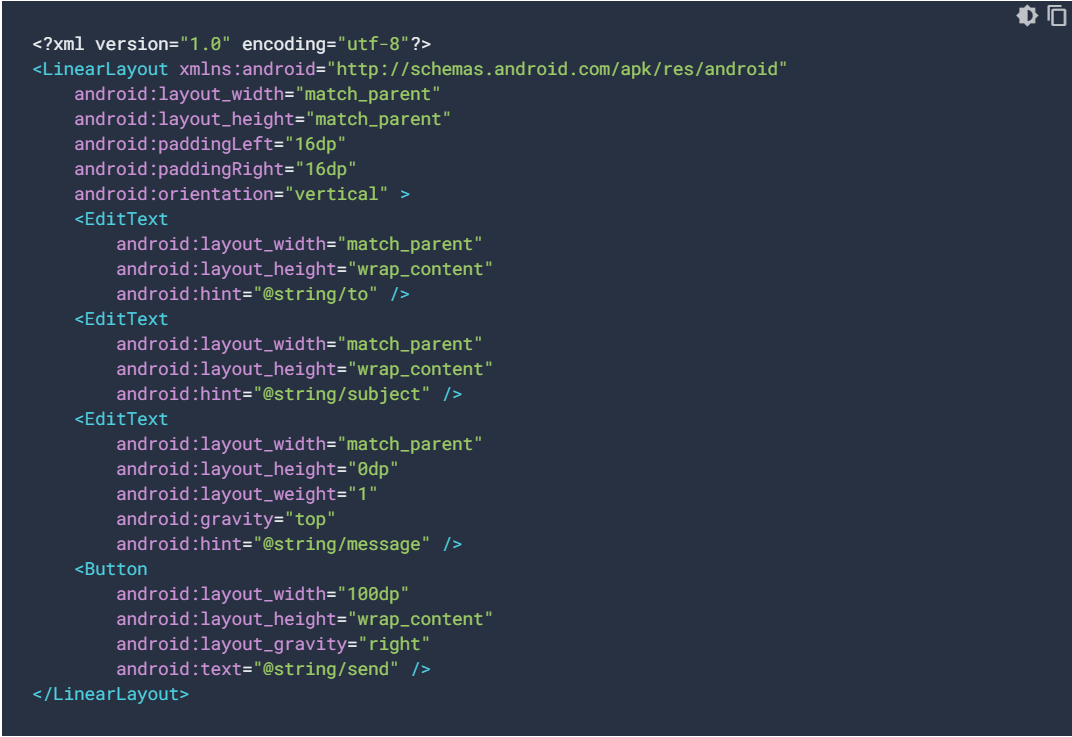 <?xml version="1.0" encoding="utf-8"?>
<LinearLayout xmlns:android="http://schemas.android.com/apk/res/android"
    android:layout_width="match_parent"
    android:layout_height="match_parent"
    android:paddingLeft="16dp"
    android:paddingRight="16dp"
    android:orientation="vertical" >
    <EditText
        android:layout_width="match_parent"
        android:layout_height="wrap_content"
        android:hint="@string/to" />
    <EditText
        android:layout_width="match_parent"
        android:layout_height="wrap_content"
        android:hint="@string/subject" />
    <EditText
        android:layout_width="match_parent"
        android:layout_height="0dp"
        android:layout_weight="1"
        android:gravity="top"
        android:hint="@string/message" />
    <Button
        android:layout_width="100dp"
        android:layout_height="wrap_content"
        android:layout_gravity="right"
        android:text="@string/send" />
</LinearLayout>